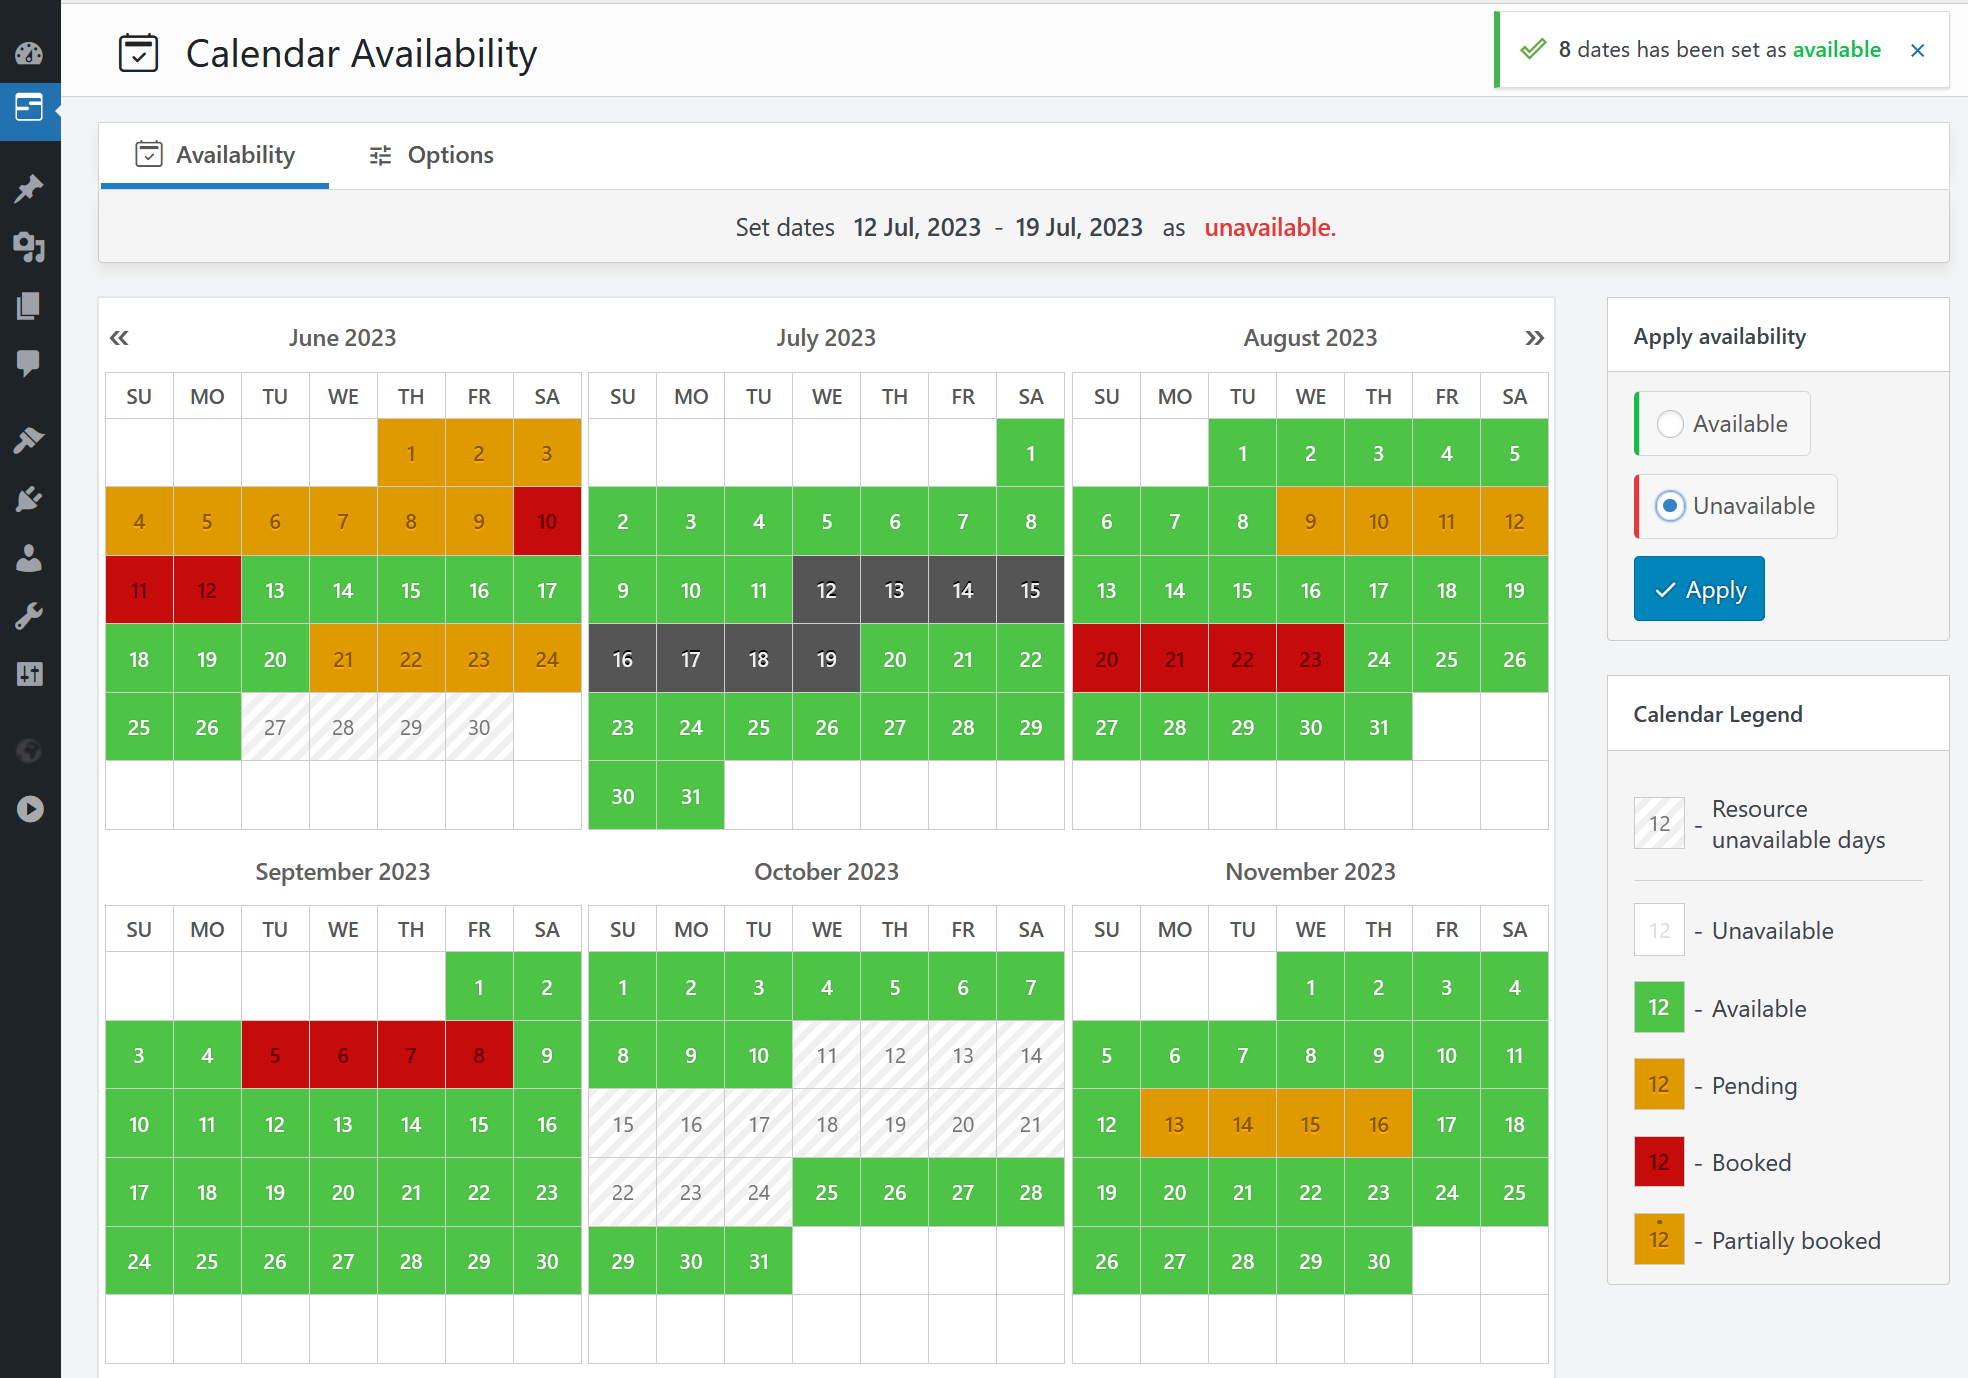 Calendar Availability
8 dates has been set as available ×
Availability Options
Set dates 12 Jul, 2023 - 19 Jul, 2023 as unavailable.
« June 2023 July 2023 August 2023 »
SU MO TU WE TH FR SA SU MO TU WE TH FR SA SU MO TU WE TH FR SA
1 2 3 1 1 2 3 4 5
4 5 6 7 8 9 10 2 3 4 5 6 7 8 6 7 8 9 10 11 12
11 12 13 14 15 16 17 9 10 11 12 13 14 15 13 14 15 16 17 18 19
18 19 20 21 22 23 24 16 17 18 19 20 21 22 20 21 22 23 24 25 26
25 26 27 28 29 30 23 24 25 26 27 28 29 27 28 29 30 31
30 31
September 2023 October 2023 November 2023
SU MO TU WE TH FR SA SU MO TU WE TH FR SA SU MO TU WE TH FR SA
1 2 1 2 3 4 5 6 7 1 2 3 4
3 4 5 6 7 8 9 8 9 10 11 12 13 14 5 6 7 8 9 10 11
10 11 12 13 14 15 16 15 16 17 18 19 20 21 12 13 14 15 16 17 18
17 18 19 20 21 22 23 22 23 24 25 26 27 28 19 20 21 22 23 24 25
24 25 26 27 28 29 30 29 30 31 26 27 28 29 30
Apply availability
Available
Unavailable
Apply
Calendar Legend
12 - Resource
unavailable days
12 - Unavailable
12 - Available
12 - Pending
12 - Booked
12 - Partially booked